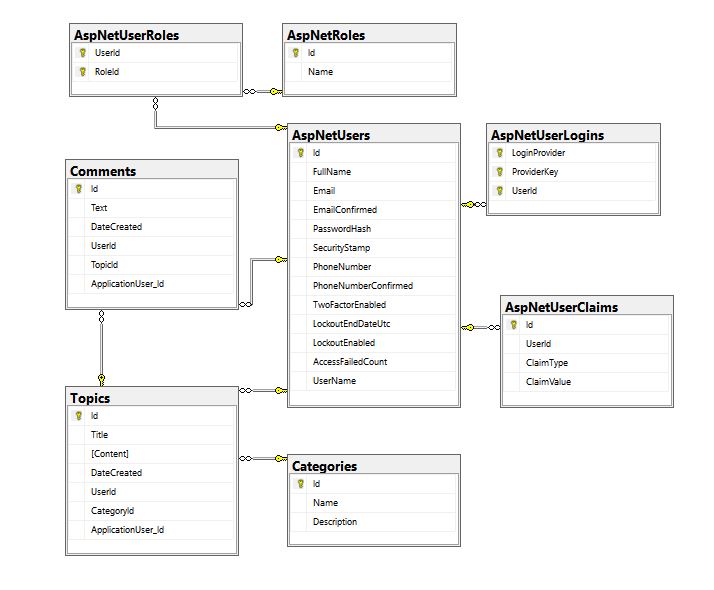 AspNetUserRoles
UserId
RoleId
AspNetRoles
Id
Name
AspNetUsers
Id
FullName
Email
EmailConfirmed
PasswordHash
SecurityStamp
PhoneNumber
PhoneNumberConfirmed
TwoFactorEnabled
LockoutEndDateUtc
LockoutEnabled
AccessFailedCount
UserName
AspNetUserLogins
LoginProvider
ProviderKey
UserId
Comments
Id
Text
DateCreated
UserId
TopicId
ApplicationUser_Id
AspNetUserClaims
Id
UserId
ClaimType
ClaimValue
Topics
Id
Title
[Content]
DateCreated
UserId
CategoryId
ApplicationUser_Id
Categories
Id
Name
Description